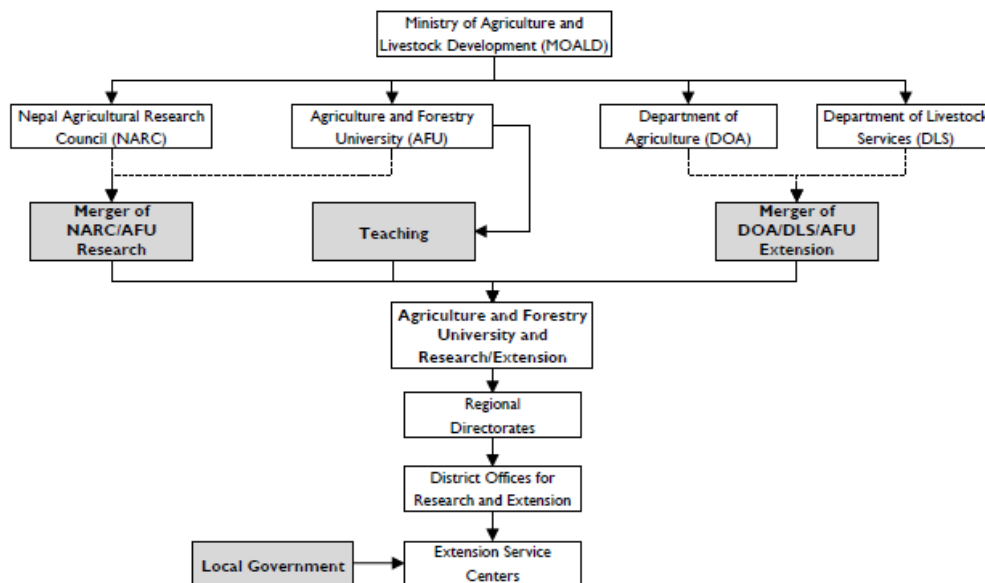 Ministry of Agriculture and
Livestock Development (MOALD)
Nepal Agricultural Research
Council (NARC)
Agriculture and Forestry
University (AFU)
Department of
Agriculture (DOA)
Department of Livestock
Services (DLS)
Merger of
NARC/AFU
Research
Teaching
Merger of
DOA/DLS/AFU
Extension
Agriculture and Forestry
University and
Research/Extension
Regional
Directorates
District Offices for
Research and Extension
Local Government
Extension Service
Centers